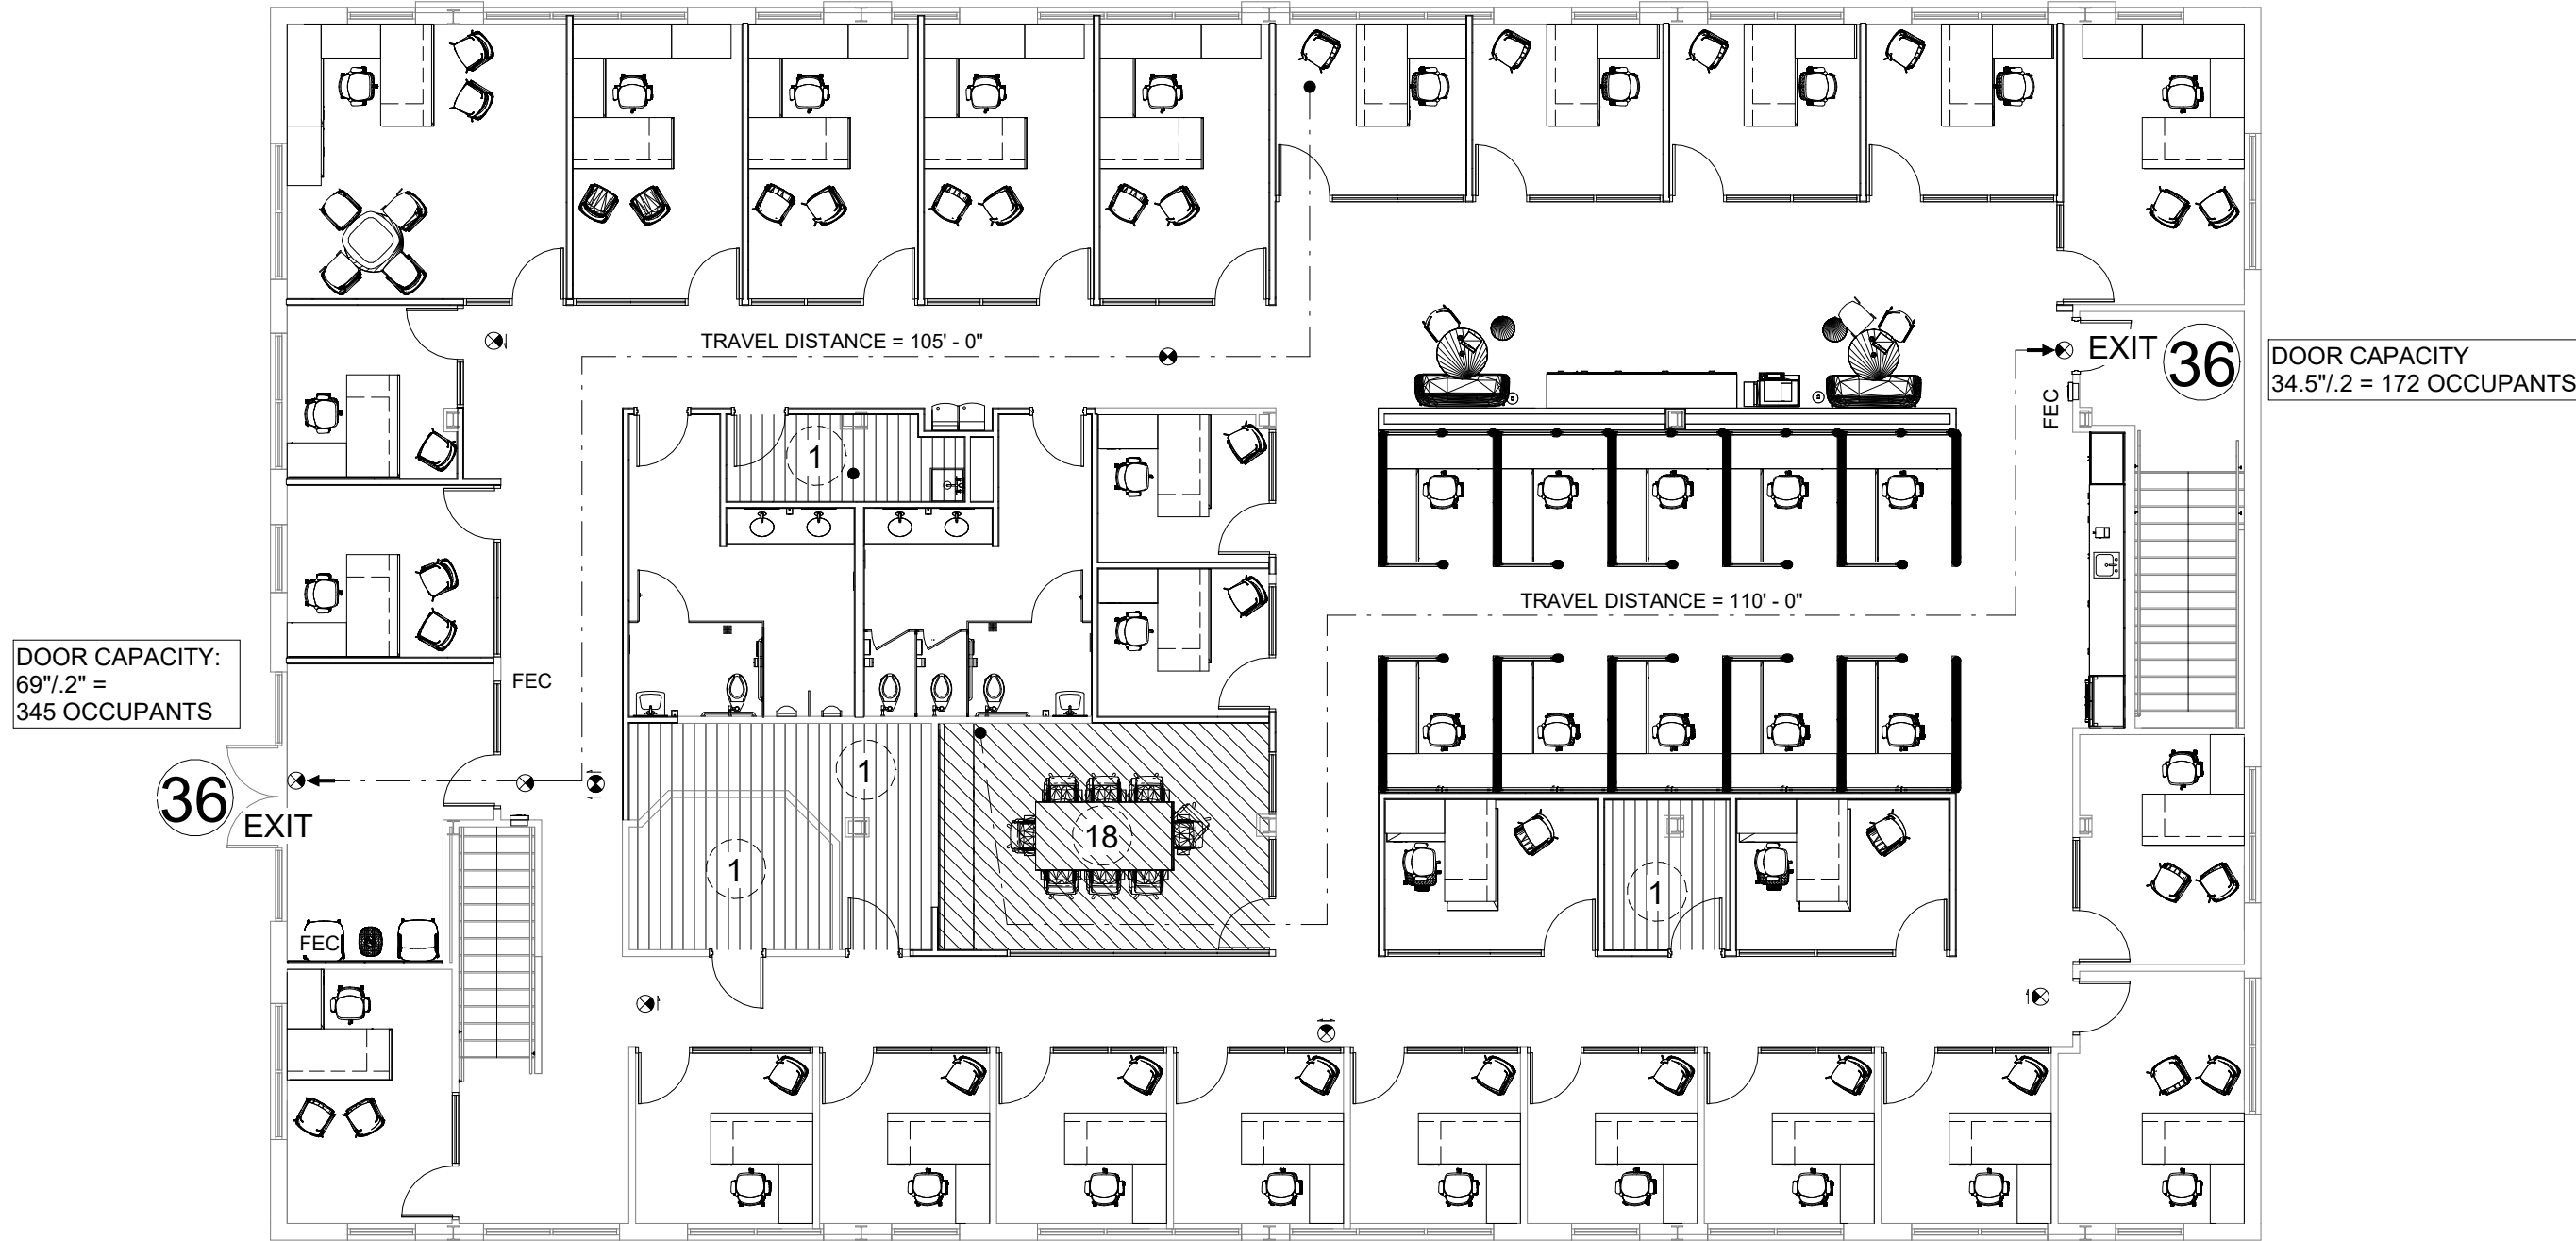 TRAVEL DISTANCE = 105' - 0"
EXIT
36
DOOR CAPACITY
34.5"/.2 = 172 OCCUPANTS
FEC
1
TRAVEL DISTANCE = 110' - 0"
DOOR CAPACITY:
69"/.2" =
345 OCCUPANTS
FEC
36
EXIT
1
18
1
1
FEC